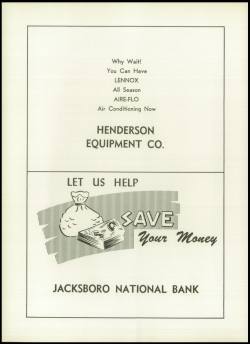 Why Wait!
You Can Have
LENNOX
All Season
AIRE-FLO
Air Conditioning Now
HENDERSON
EQUIPMENT CO.
LET US HELP
SAVE
Your Money
JACKSBORO NATIONAL BANK